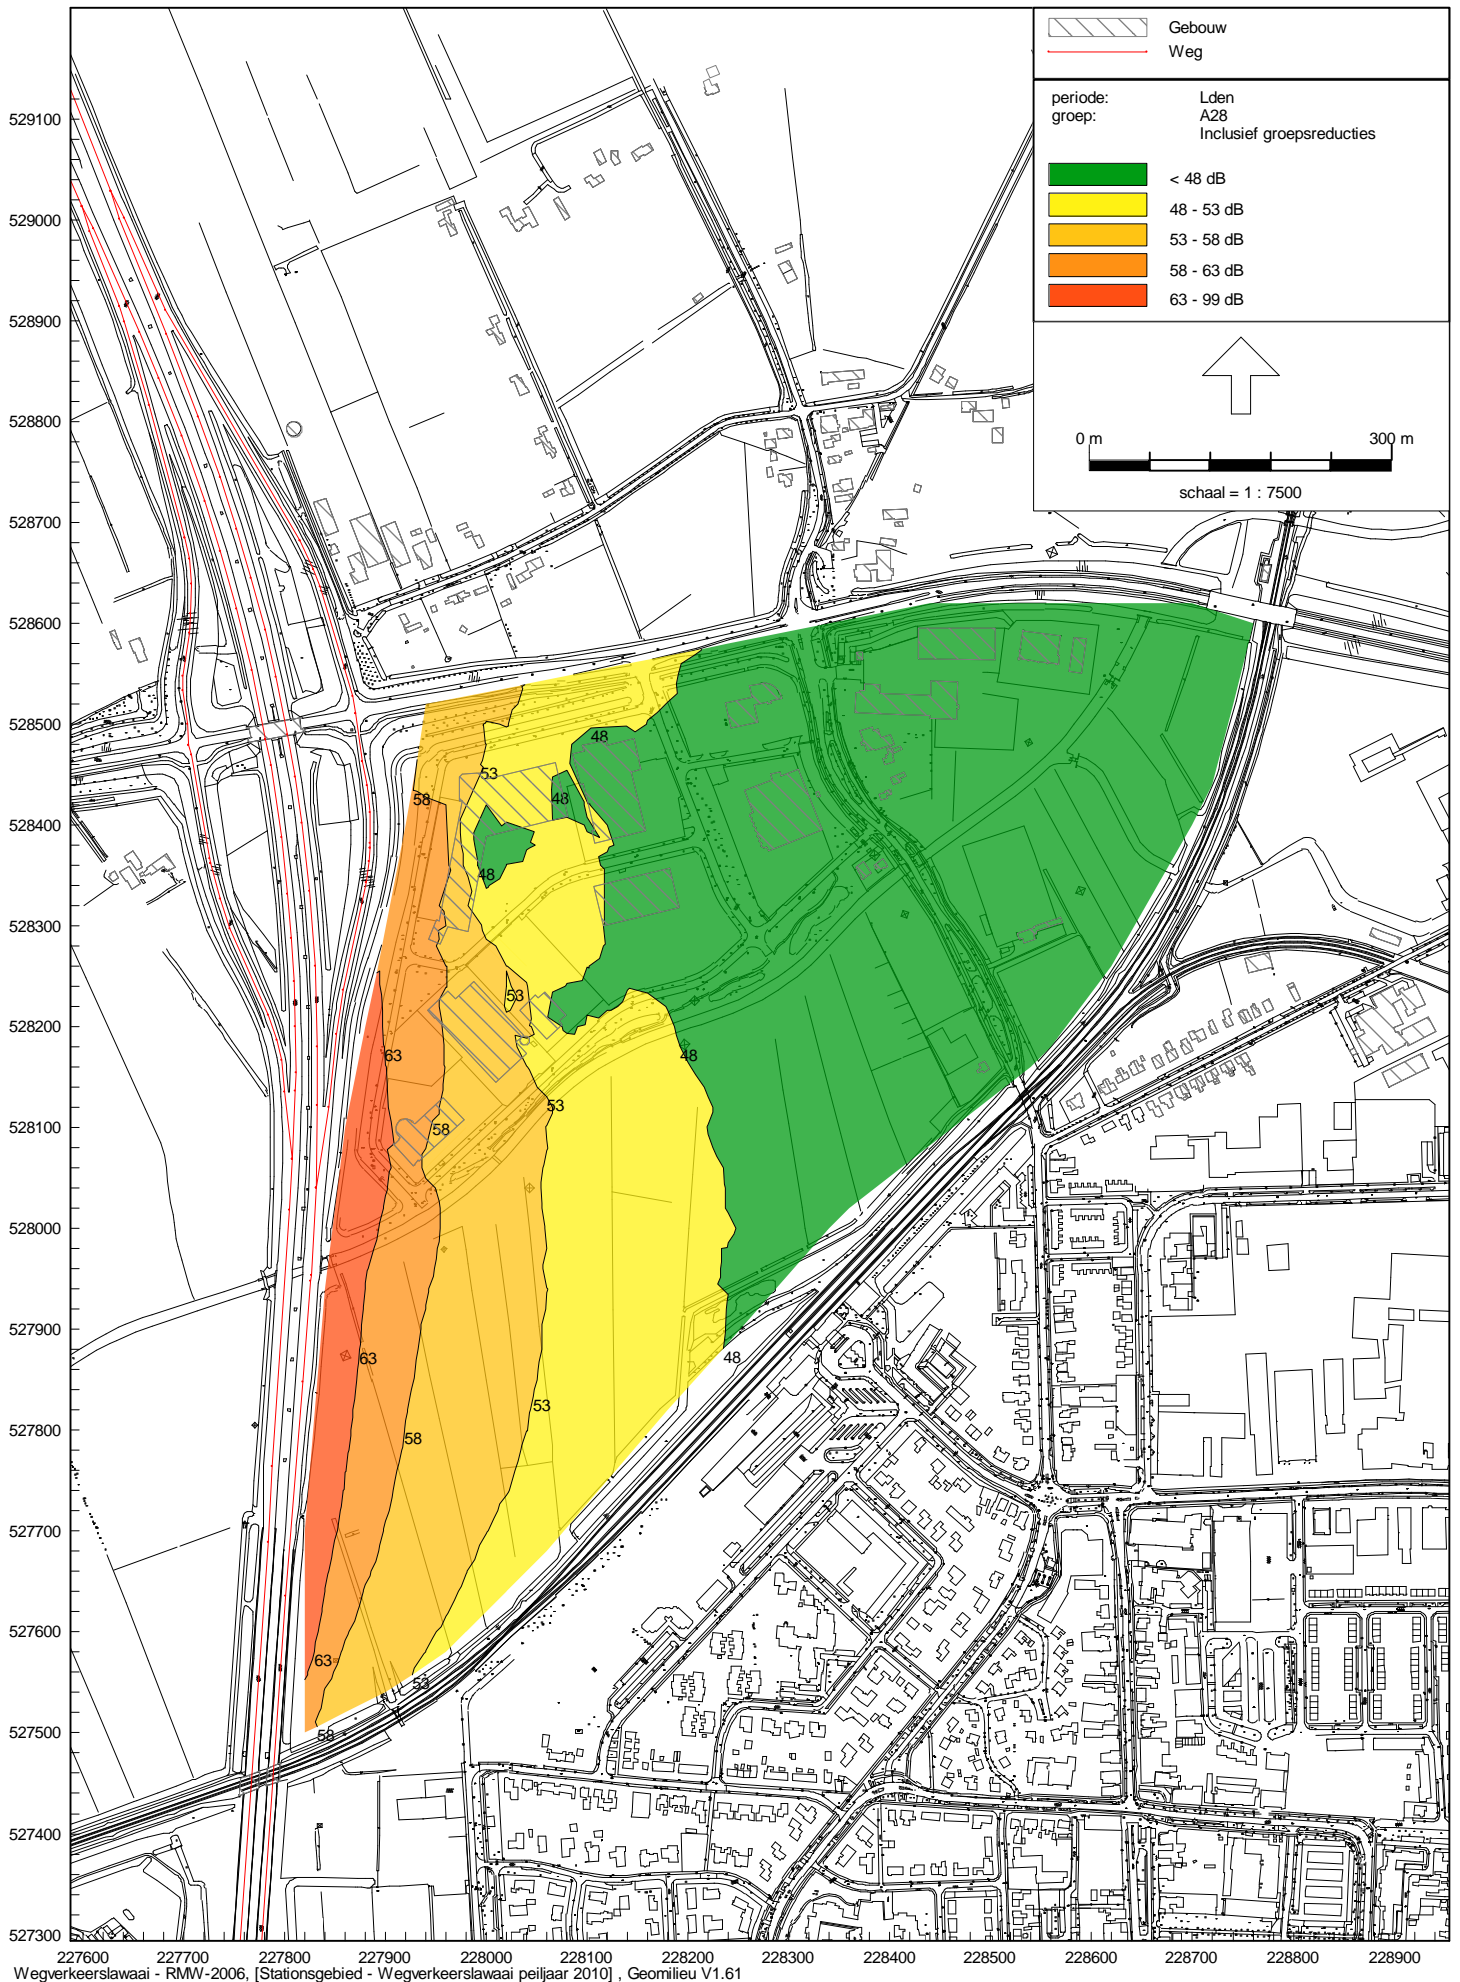 Gebouw
Weg
periode: Lden
groep: A28
Inclusief groepsreducties
< 48 dB
48 - 53 dB
53 - 58 dB
58 - 63 dB
63 - 99 dB
0 m 300 m
schaal = 1 : 7500
529100
529000
528900
528800
528700
528600
528500
528400
528300
528200
528100
528000
527900
527800
527700
527600
527500
527400
527300
48
53
58
48
48
53
63
48
53
58
48
63
53
58
63
53
58
227600 227700 227800 227900 228000 228100 228200 228300 228400 228500 228600 228700 228800 228900
Wegverkeerslawaai - RMW-2006, [Stationsgebied - Wegverkeerslawaai peiljaar 2010] , Geomilieu V1.61